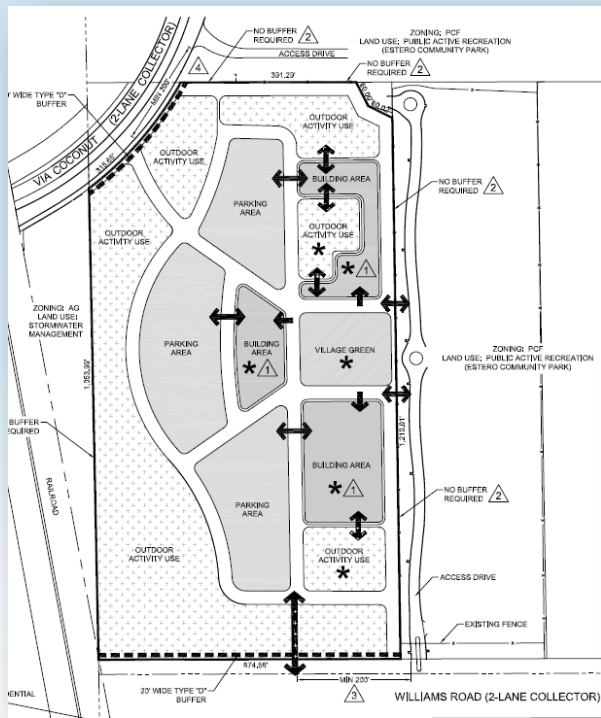 NO BUFFER
REQUIRED 2
ZONING: PCF
LAND USE: PUBLIC ACTIVE RECREATION
(ESTERO COMMUNITY PARK)
ACCESS DRIVE
NO BUFFER
REQUIRED 2
4
391.29'
WIDE TYPE "D"
BUFFER
MIN 200'
VIA COCONUT (2-LANE COLLECTOR)
OUTDOOR
ACTIVITY USE
OUTDOOR
ACTIVITY USE
BUILDING AREA
NO BUFFER
REQUIRED 2
PARKING
AREA
OUTDOOR
ACTIVITY USE
*
OUTDOOR
ACTIVITY USE
* 1
ZONING: AG
LAND USE:
STORMWATER
MANAGEMENT
PARKING
AREA
BUILDING
AREA
* 1
VILLAGE GREEN
*
ZONING: PCF
LAND USE: PUBLIC ACTIVE RECREATION
(ESTERO COMMUNITY PARK)
1,210.01'
BUFFER
RAILROAD
BUILDING AREA
* 1
NO BUFFER
REQUIRED 2
PARKING
AREA
OUTDOOR
ACTIVITY USE
OUTDOOR
ACTIVITY USE
*
ACCESS DRIVE
EXISTING FENCE
674.56'
20' WIDE TYPE "D"
BUFFER
MIN 200'
3
WILLIAMS ROAD (2-LANE COLLECTOR)